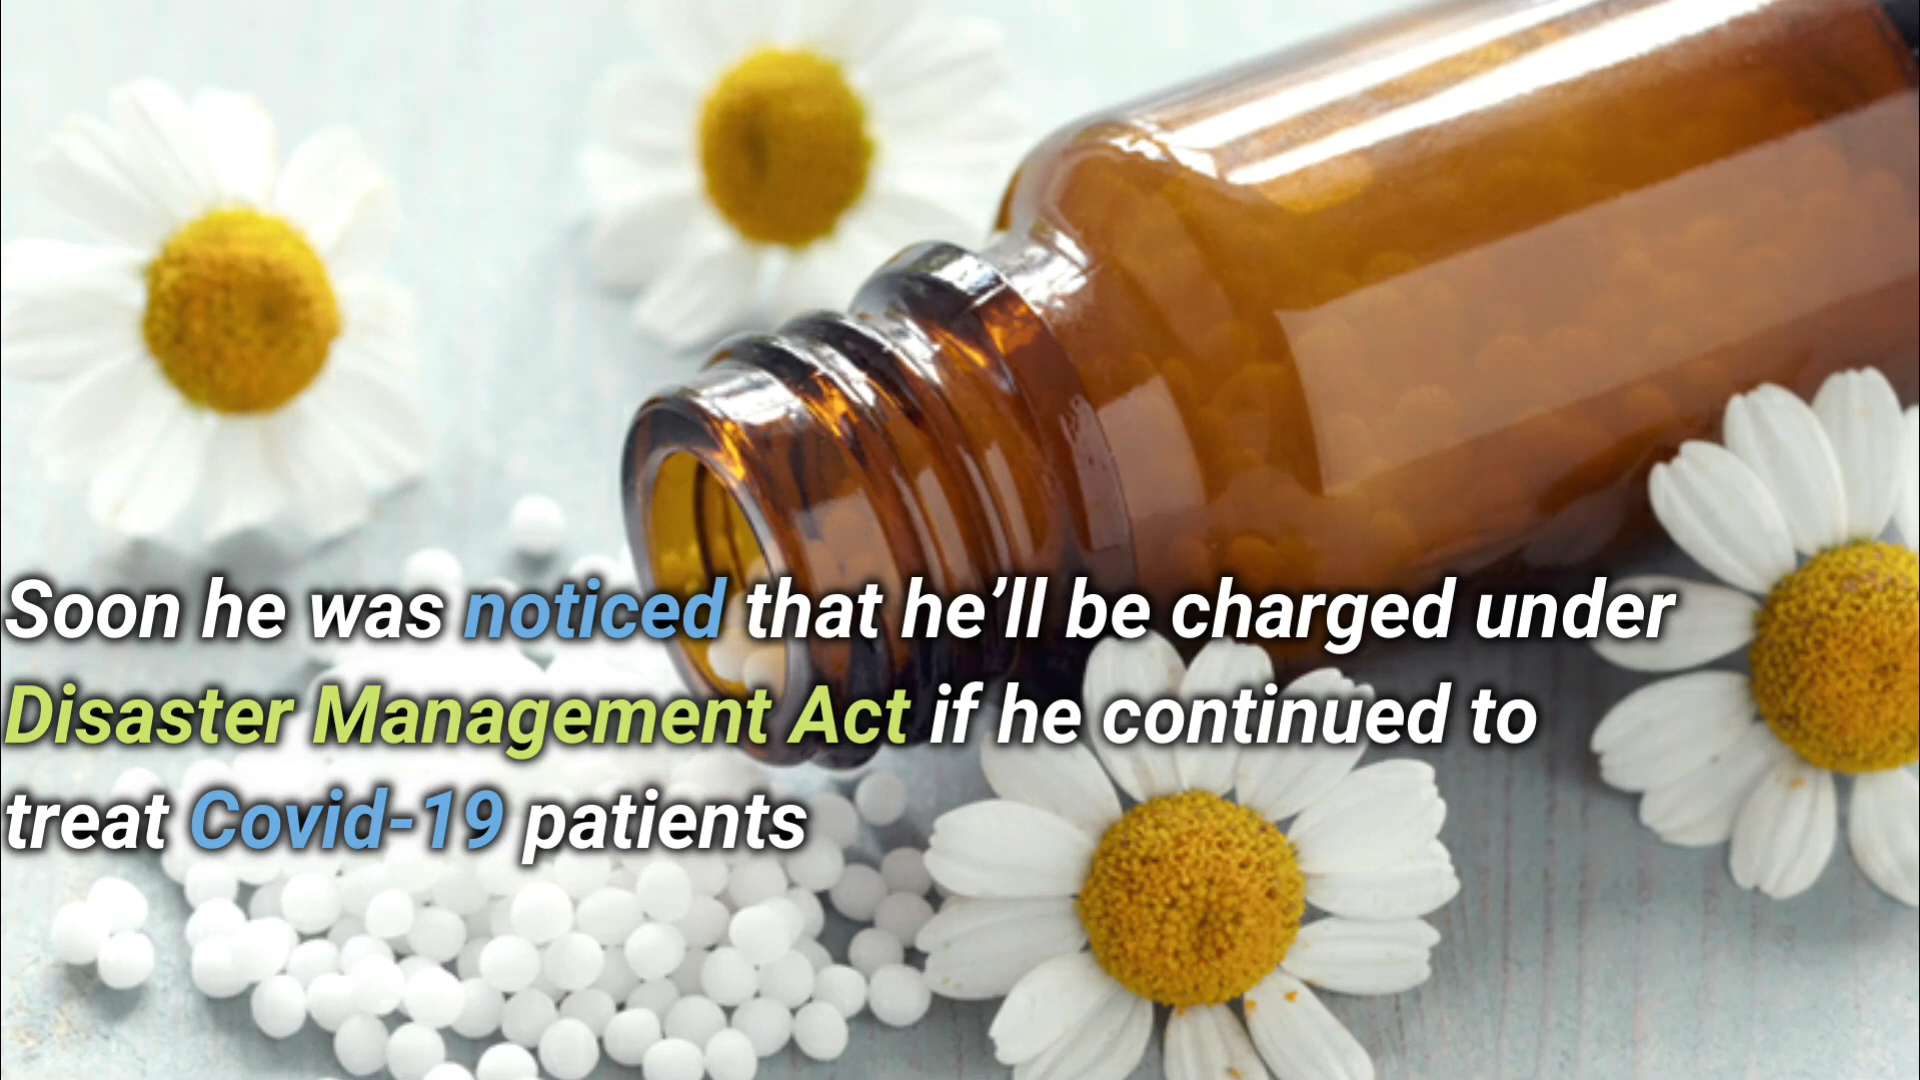 Soon he was noticed that he’ll be charged under
Disaster Management Act if he continued to
treat Covid-19 patients